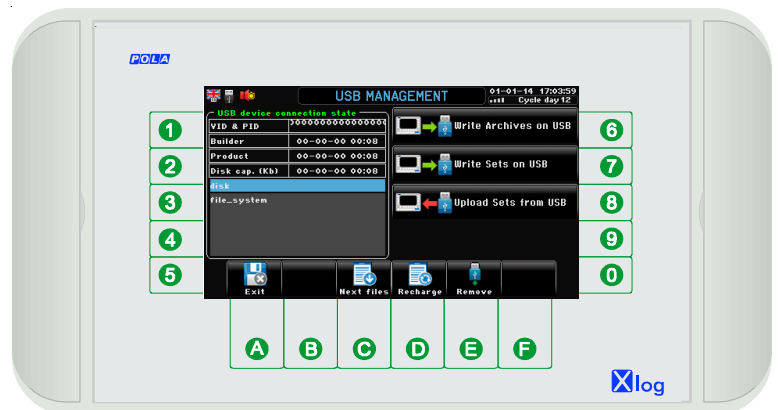 POLA
USB MANAGEMENT
01-01-14 17:03:59
Cycle day 12
USB device connection state
VID & PID
Builder 00-00-00 00:08
Product 00-00-00 00:08
Disk cap. (Kb) 00-00-00 00:08
disk
file_system
Write Archives on USB
Write Sets on USB
Upload Sets from USB
Exit
Next files
Recharge
Remove
1
2
3
4
5
6
7
8
9
0
A B C D E F
Xlog